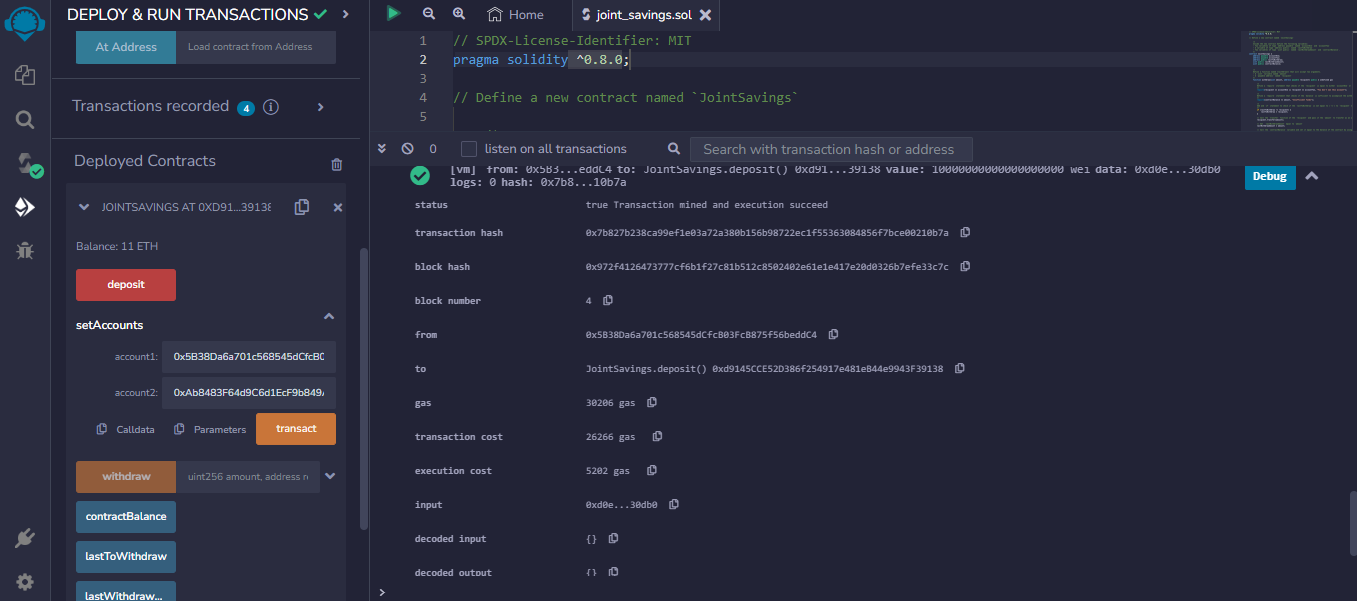 DEPLOY & RUN TRANSACTIONS
At Address
Load contract from Address
Transactions recorded 4 i
Deployed Contracts
JOINTSAVINGS AT 0XD91...39138
Balance: 11 ETH
deposit
setAccounts
account1: 0x5B38Da6a701c568545dCfcB0
account2: 0xAb8483F64d9C6d1EcF9b849
Calldata
Parameters
transact
withdraw
uint256 amount, address
contractBalance
lastToWithdraw
lastWithdraw...
Home
joint_savings.sol
1 // SPDX-License-Identifier: MIT
2 pragma solidity ^0.8.0;
3
4 // Define a new contract named `JointSavings`
5
0
listen on all transactions
Search with transaction hash or address
[vm] from: 0x5B3...eddC4 to: JointSavings.deposit() 0xd91...39138 value: 10000000000000000000 wei data: 0xd0e...30db0
logs: 0 hash: 0x7b8...10b7a
Debug
status true Transaction mined and execution succeed
transaction hash 0x7b827b238ca99ef1e03a72a380b156b98722ec1f55363084856f7bce00210b7a
block hash 0x972f4126473777cf6b1f27c81b512c8502402e61e1e417e20d0326b7efe33c7c
block number 4
from 0x5B38Da6a701c568545dCfcB03FcB875f56beddC4
to JointSavings.deposit() 0xd9145CCE52D386f254917e481eB44e9943F39138
gas 30206 gas
transaction cost 26266 gas
execution cost 5202 gas
input 0xd0e...30db0
decoded input {}
decoded output {}
>